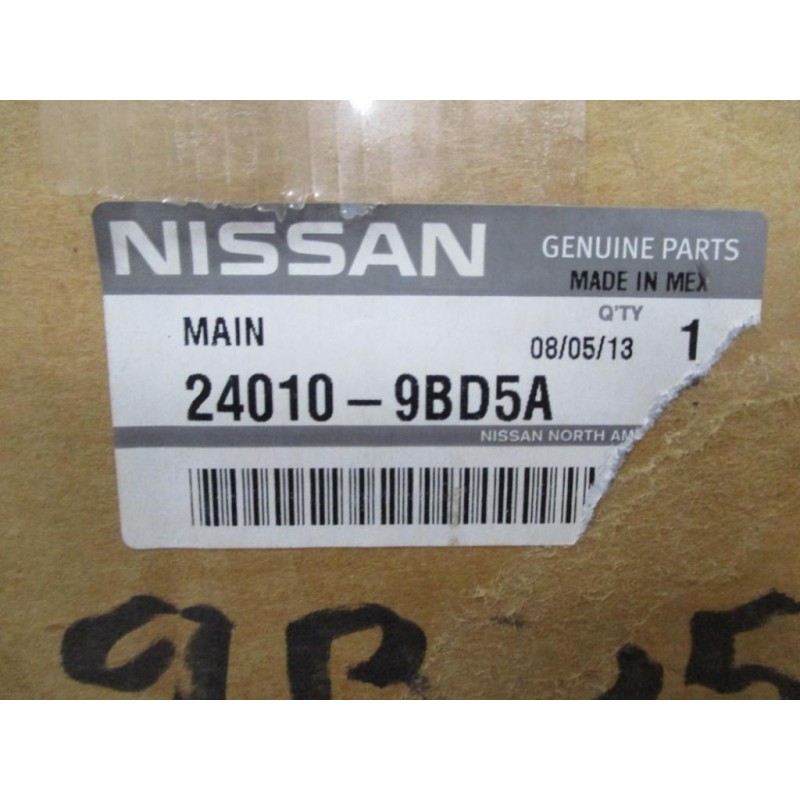 NISSAN GENUINE PARTS
MADE IN MEX
Q'TY
MAIN 08/05/13 1
24010-9BD5A
NISSAN NORTH AM